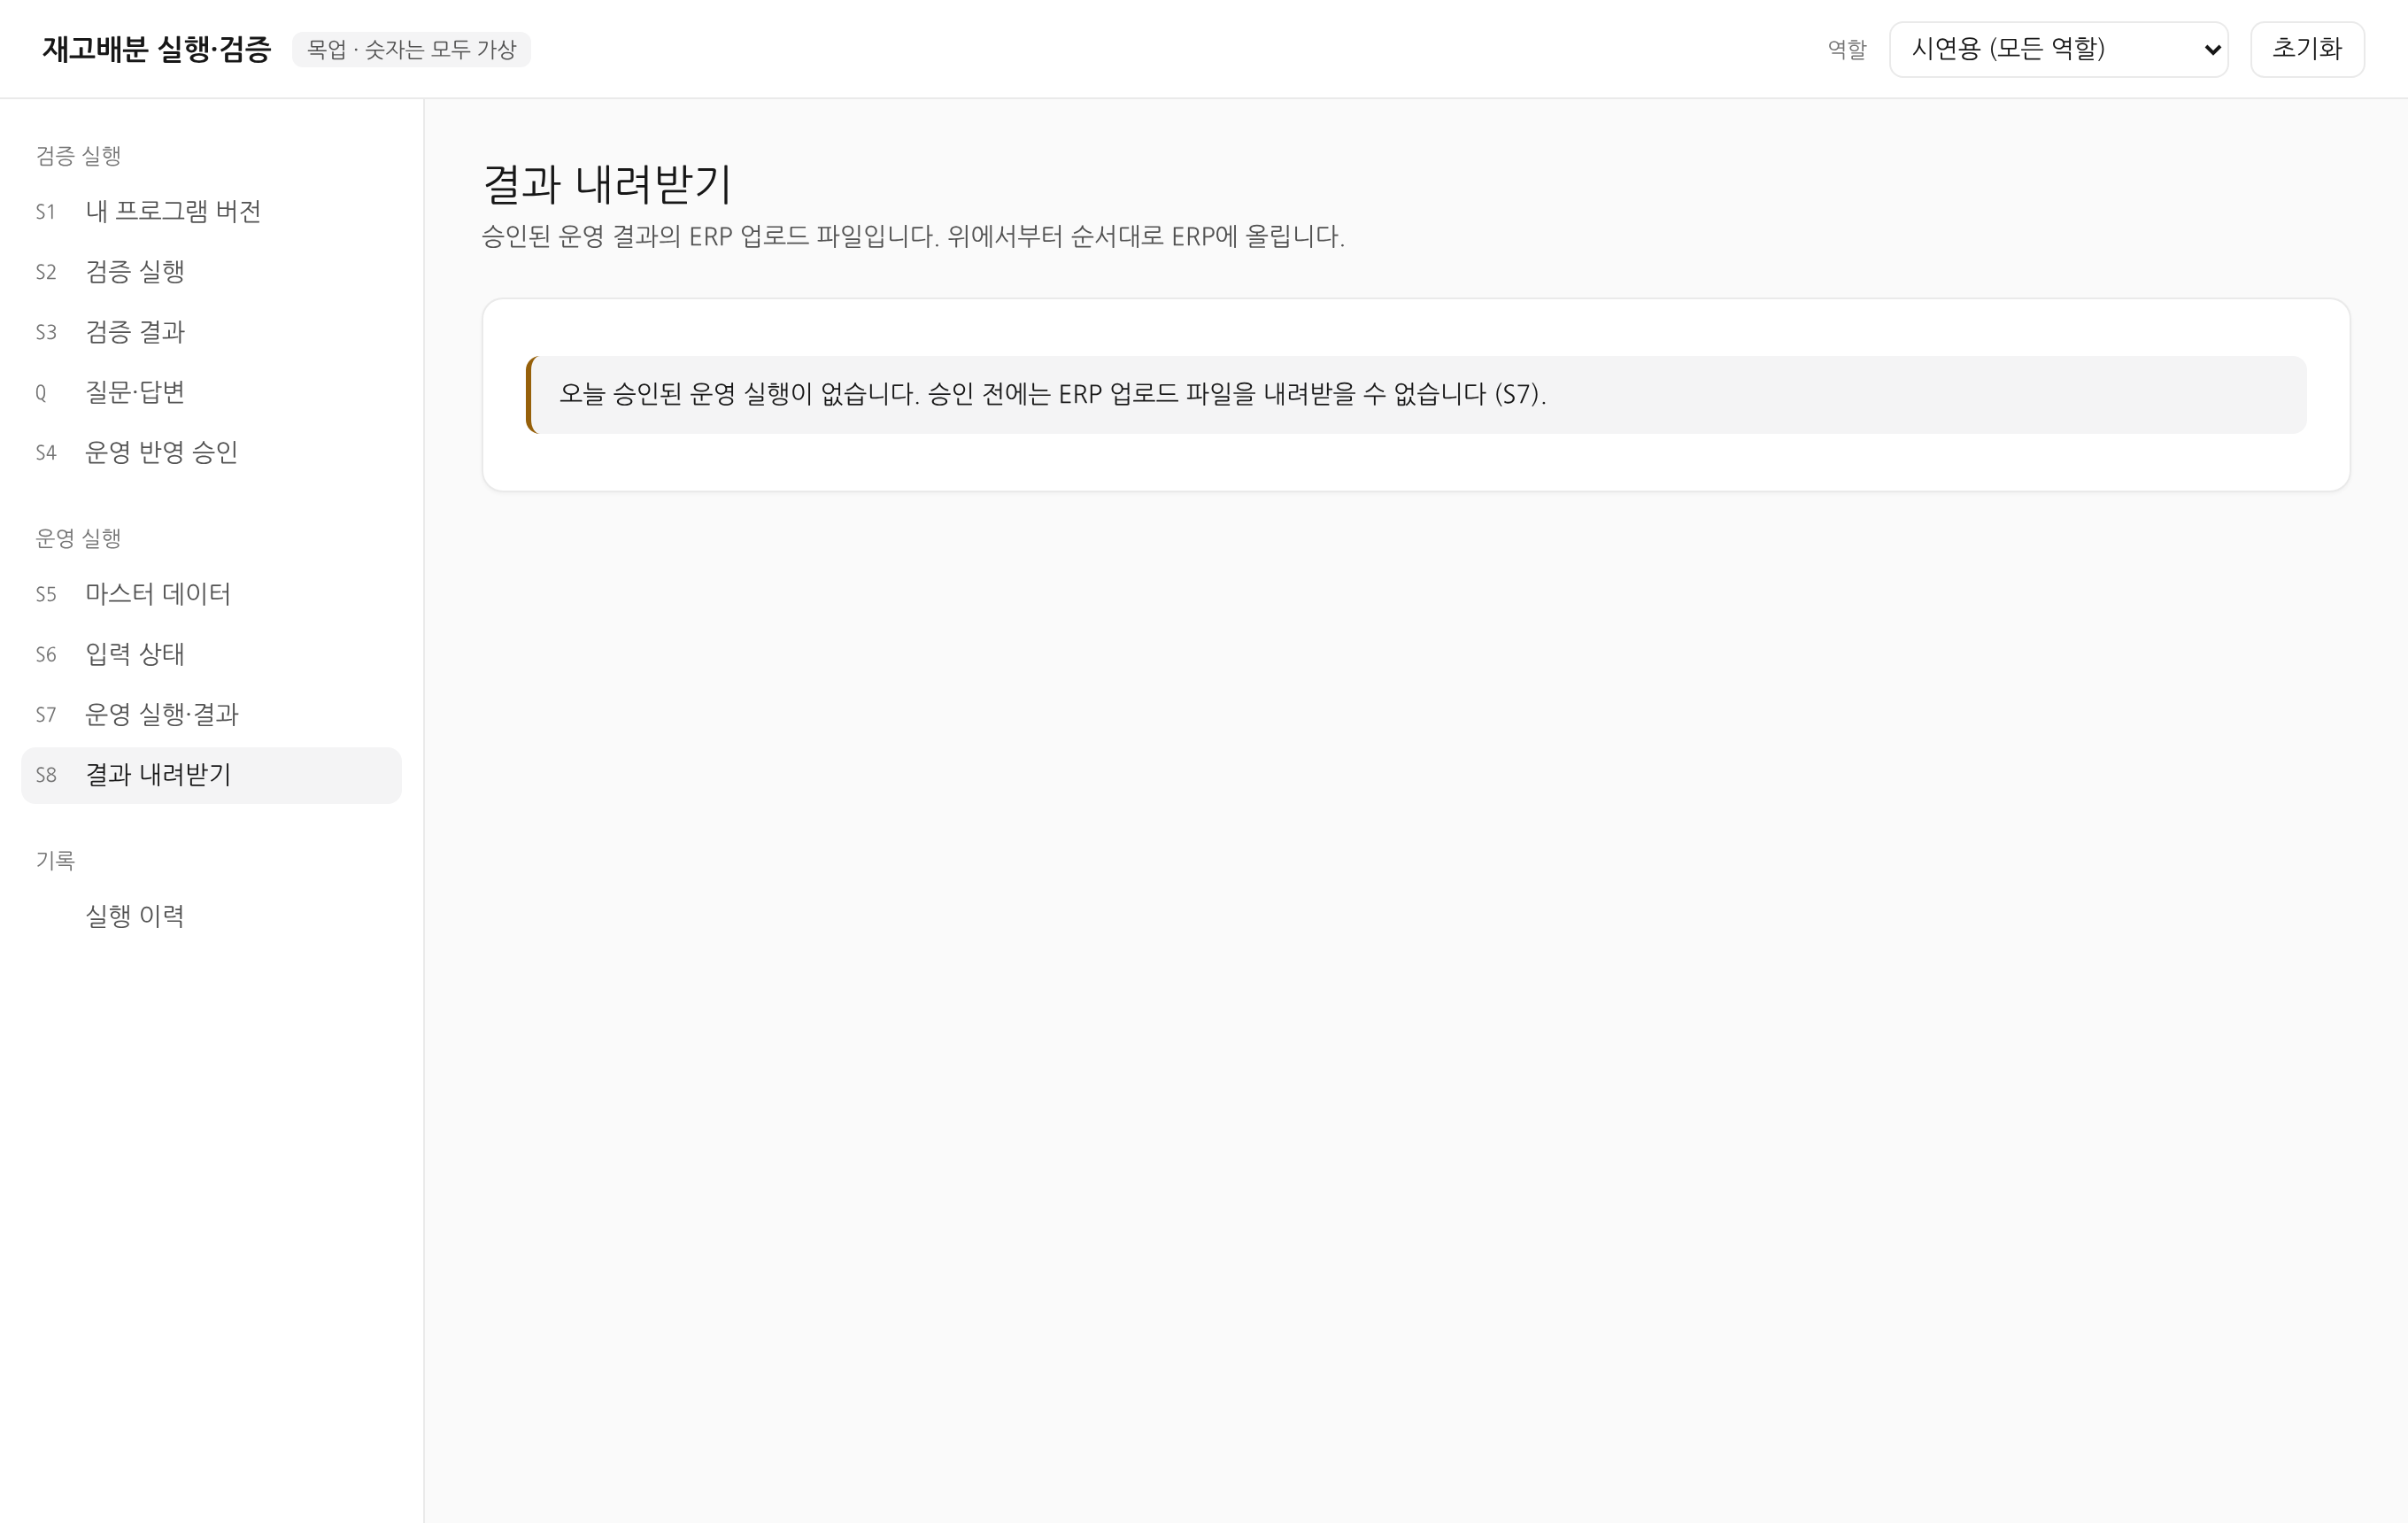 재고배분 실행·검증 목업 · 숫자는 모두 가상 역할 시연용 (모든 역할) 초기화
검증 실행
S1 내 프로그램 버전
S2 검증 실행
S3 검증 결과
Q 질문·답변
S4 운영 반영 승인
운영 실행
S5 마스터 데이터
S6 입력 상태
S7 운영 실행·결과
S8 결과 내려받기
기록
실행 이력
결과 내려받기
승인된 운영 결과의 ERP 업로드 파일입니다. 위에서부터 순서대로 ERP에 올립니다.
오늘 승인된 운영 실행이 없습니다. 승인 전에는 ERP 업로드 파일을 내려받을 수 없습니다 (S7).